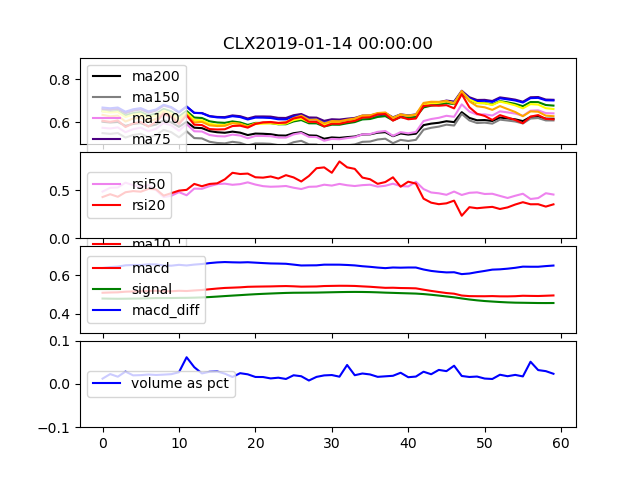 CLX2019-01-14 00:00:00
0.8
0.6
ma200
ma150
ma100
ma75
0.5
0.0
rsi50
rsi20
ma10
0.6
0.4
macd
signal
macd_diff
0.1
0.0
−0.1
volume as pct
0 10 20 30 40 50 60